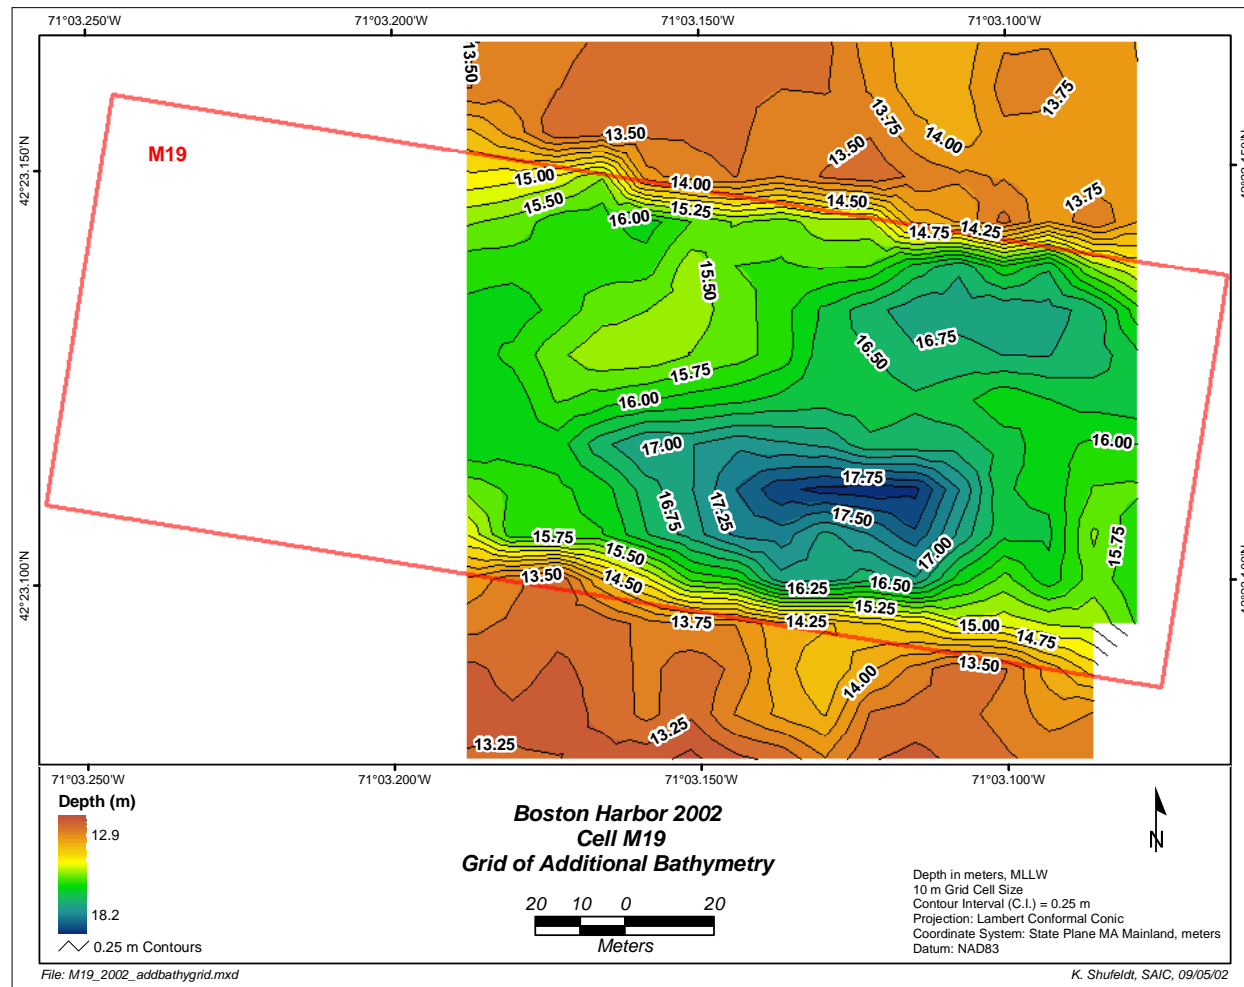 71°03.250'W 71°03.200'W 71°03.150'W 71°03.100'W
42°23.150'N
42°23.100'N
M19
13.50
13.75
13.75
13.50
14.00
13.50
15.00
14.00
14.50
13.75
15.50
16.00
15.25
14.75
14.25
15.50
16.75
16.50
15.75
16.00
17.00
16.00
17.75
16.75
17.25
17.50
15.75
15.50
17.00
15.75
13.50
14.50
16.25
16.50
15.25
13.75
14.25
15.00
14.75
13.50
14.00
13.25
13.25
71°03.250'W 71°03.200'W 71°03.150'W 71°03.100'W
Depth (m)
12.9
18.2
0.25 m Contours
Boston Harbor 2002
Cell M19
Grid of Additional Bathymetry
20 10 0 20
Meters
N
Depth in meters, MLLW
10 m Grid Cell Size
Contour Interval (C.I.) = 0.25 m
Projection: Lambert Conformal Conic
Coordinate System: State Plane MA Mainland, meters
Datum: NAD83
File: M19_2002_addbathygrid.mxd
K. Shufeldt, SAIC, 09/05/02